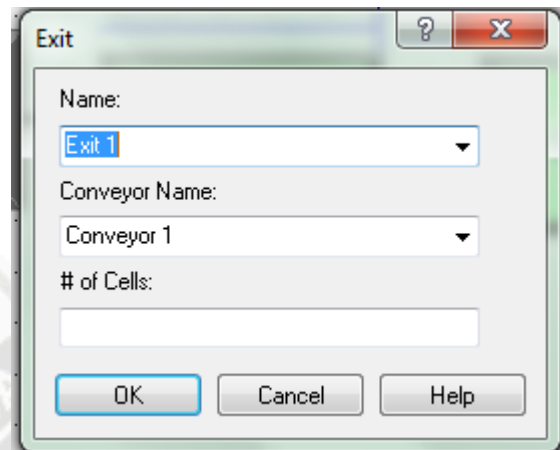 Exit
Name:
Exit 1
Conveyor Name:
Conveyor 1
# of Cells:
OK Cancel Help